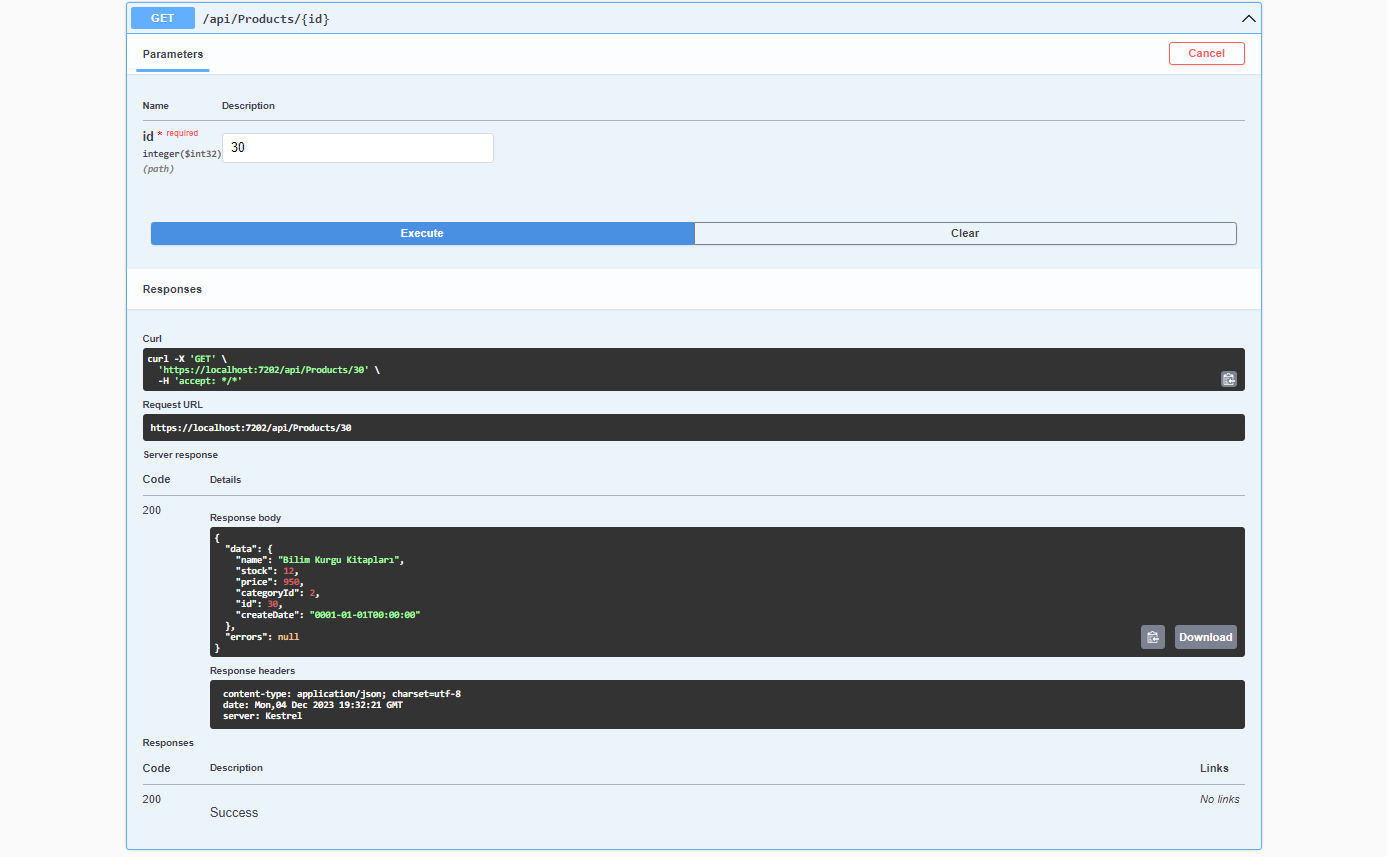 GET /api/Products/{id}
Parameters Cancel
Name Description
id * required
integer($int32)
(path)
30
Execute Clear
Responses
Curl
curl -X 'GET' \
'https://localhost:7202/api/Products/30' \
-H 'accept: */*'
Request URL
https://localhost:7202/api/Products/30
Server response
Code Details
200
Response body
{
"data": {
"name": "Bilim Kurgu Kitapları",
"stock": 12,
"price": 950,
"categoryId": 2,
"id": 30,
"createDate": "0001-01-01T00:00:00"
},
"errors": null
}
Download
Response headers
content-type: application/json; charset=utf-8
date: Mon,04 Dec 2023 19:32:21 GMT
server: Kestrel
Responses
Code Description Links
200 No links
Success